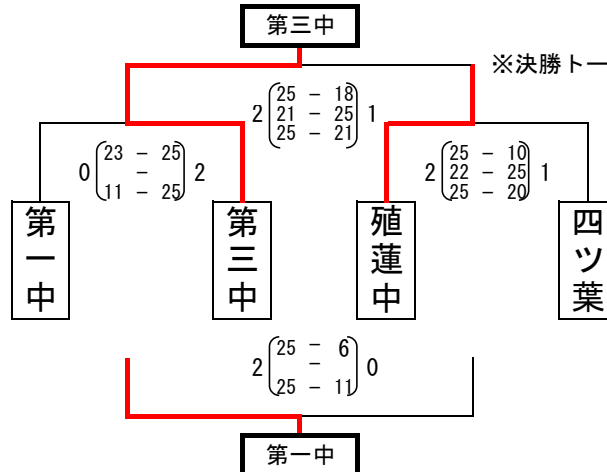 第三中
※決勝トー
2 25 - 18 1
21 - 25
25 - 21
0 23 - 25 2
-
11 - 25
2 25 - 10 1
22 - 25
25 - 20
第一中
第三中
殖蓮中
四ツ葉
2 25 - 6 0
-
25 - 11
第一中